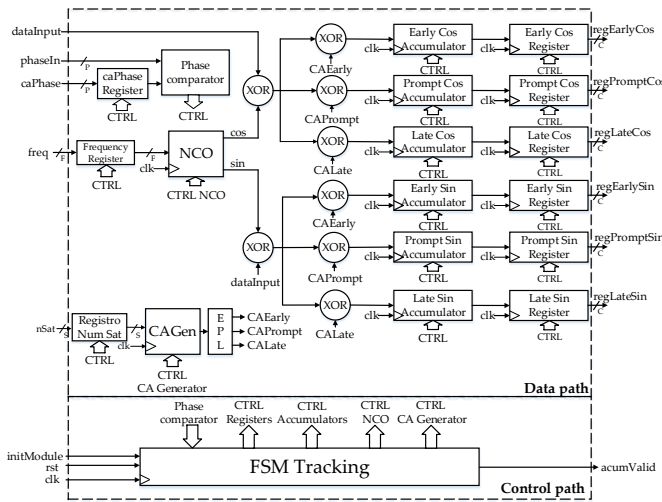 dataInput
phaseIn
P
caPhase
P
caPhase
Register
CTRL
Phase
comparator
CTRL
XOR
cos
sin
freq
F
Frequency
Register
CTRL
F
clk
NCO
CTRL NCO
XOR
dataInput
XOR
CAEarly
clk
Early Cos
Accumulator
CTRL
clk
Early Cos
Register
CTRL
regEarlyCos
C
XOR
CAPrompt
clk
Prompt Cos
Accumulator
CTRL
clk
Prompt Cos
Register
CTRL
regPromptCos
C
XOR
CALate
clk
Late Cos
Accumulator
CTRL
clk
Late Cos
Register
CTRL
regLateCos
C
XOR
CAEarly
clk
Early Sin
Accumulator
CTRL
clk
Early Sin
Register
CTRL
regEarlySin
C
XOR
CAPrompt
clk
Prompt Sin
Accumulator
CTRL
clk
Prompt Sin
Register
CTRL
regPromptSin
C
XOR
CALate
clk
Late Sin
Accumulator
CTRL
clk
Late Sin
Register
CTRL
regLateSin
C
nSat
S
Registro
Num Sat
CTRL
S
clk
CAGen
CTRL
CA Generator
E
P
L
CAEarly
CAPrompt
CALate
Data path
Phase
comparator
CTRL
Registers
CTRL
Accumulators
CTRL
NCO
CTRL
CA Generator
initModule
rst
clk
FSM Tracking
acumValid
Control path